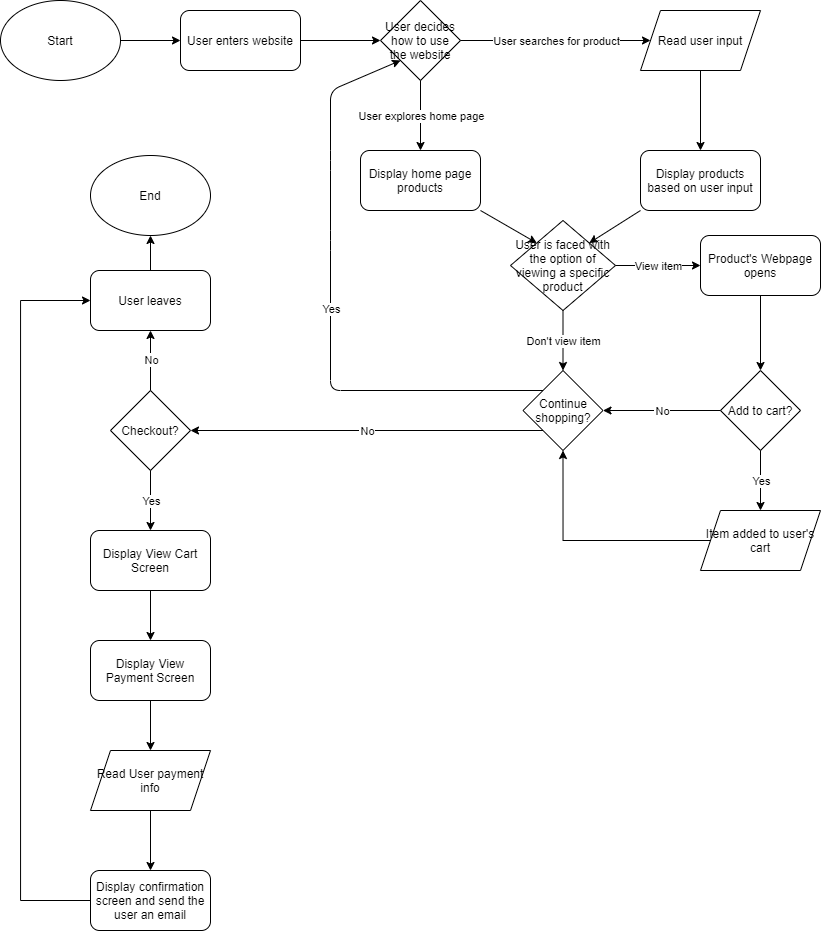 Start
User enters website
User decides
how to use
the website
User searches for product
Read user input
User explores home page
Display home page
products
Display products
based on user input
End
User is faced with
the option of
viewing a specific
product
View item
Product's Webpage
opens
User leaves
Yes
Don't view item
No
Continue
shopping?
No
Add to cart?
Checkout?
No
Yes
Yes
Item added to user's
cart
Display View Cart
Screen
Display View
Payment Screen
Read User payment
info
Display confirmation
screen and send the
user an email